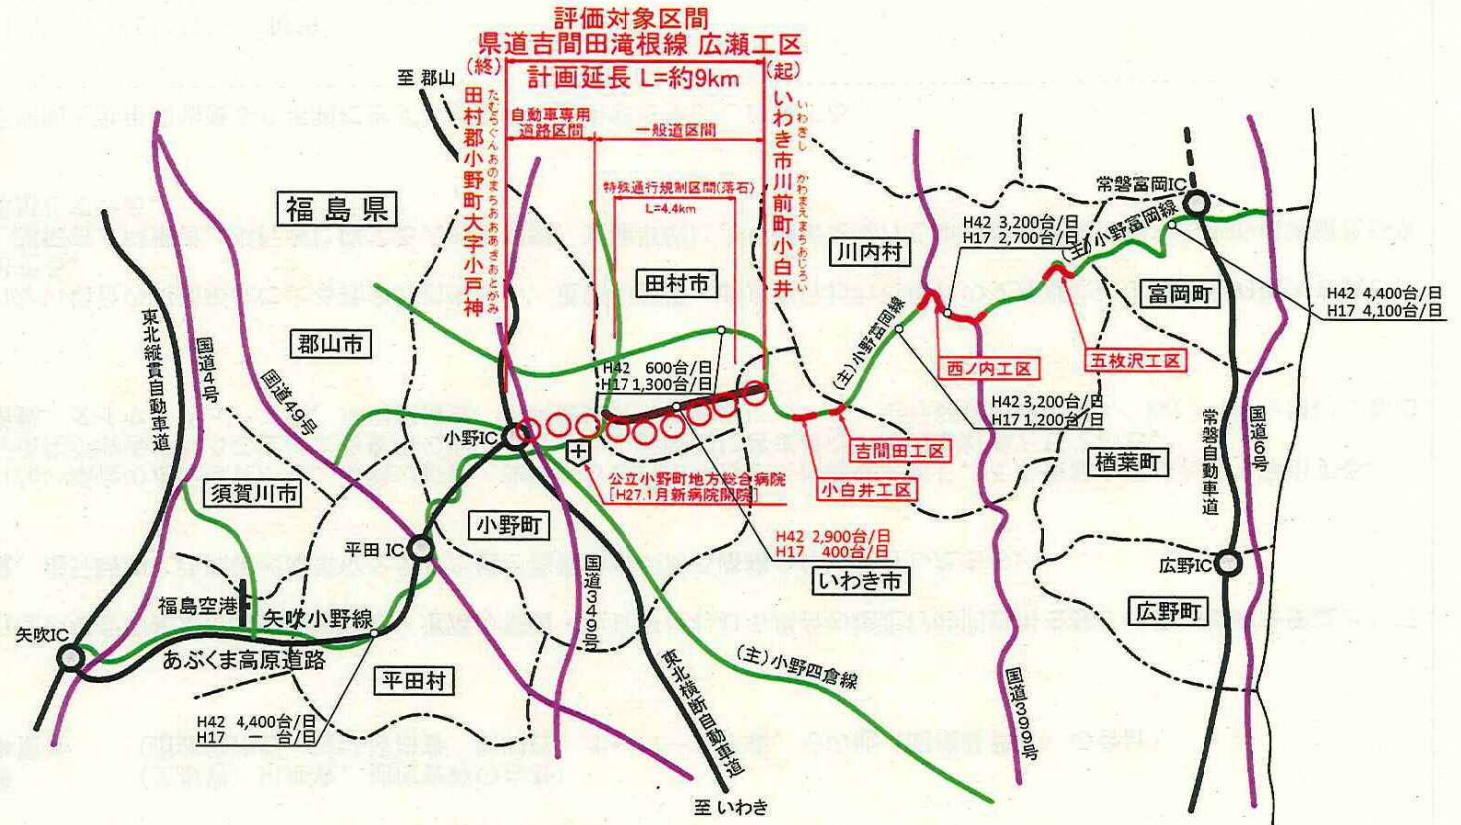 評価対象区間
県道吉間田滝根線 広瀬工区
(終)
(起)
計画延長 L=約9km
至 郡山
自動車専用
道路区間
一般道区間
田村郡小野町大字小戸神
たむらぐんおのまちおおあざおとがみ
いわき市川前町小白井
いわきし かわまえまちおじろい
特殊通行規制区間(落石)
L=4.4km
福島県
田村市
川内村
常磐富岡IC
H42 3,200台/日
H17 2,700台/日
(主)小野富岡線
富岡町
H42 4,400台/日
H17 4,100台/日
東北縦貫自動車道
国道4号
郡山市
国道49号
H42 600台/日
H17 1,300台/日
(主)小野富岡線
西ノ内工区
五枚沢工区
H42 3,200台/日
H17 1,200台/日
常磐自動車道
国道6号
小野IC
吉間田工区
楢葉町
公立小野町地方総合病院
[H27.1月新病院開院]
小白井工区
須賀川市
小野町
平田 IC
H42 2,900台/日
H17 400台/日
いわき市
国道349号
広野IC
広野町
福島空港
矢吹小野線
矢吹IC
あぶくま高原道路
平田村
(主)小野四倉線
東北横断自動車道
国道399号
H42 4,400台/日
H17 ー 台/日
至 いわき